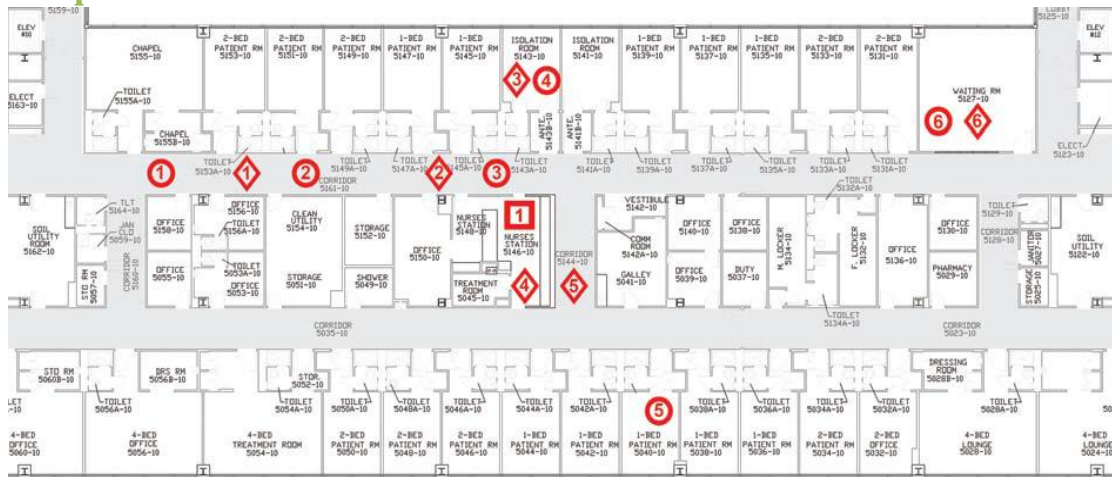 5159-10
LOBBY
5125-10
ELEV
#10
CHAPEL
5155-10
2-BED
PATIENT RM
5153-10
2-BED
PATIENT RM
5151-10
2-BED
PATIENT RM
5149-10
1-BED
PATIENT RM
5147-10
1-BED
PATIENT RM
5145-10
ISOLATION
ROOM
5143-10
ISOLATION
ROOM
5141-10
1-BED
PATIENT RM
5139-10
1-BED
PATIENT RM
5137-10
1-BED
PATIENT RM
5135-10
2-BED
PATIENT RM
5133-10
2-BED
PATIENT RM
5131-10
ELEV
#12
ELECT
5163-10
TOILET
5155A-10
3
4
WAITING RM
5127-10
CHAPEL
5155B-10
ANTE.
5143B-10
ANTE.
5141B-10
6
6
ELECT
5123-10
1
TOILET
5153A-10
1
2
TOILET
5149A-10
TOILET
5147A-10
2
TOILET
5145A-10
3
TOILET
5143A-10
TOILET
5141A-10
TOILET
5139A-10
TOILET
5137A-10
TOILET
5135A-10
TOILET
5133A-10
TOILET
5131A-10
CORRIDOR
5161-10
TOILET
5132A-10
SOIL
UTILITY
ROOM
5162-10
TLT
5164-10
JAN
CLO
5059-10
STO RM
5057-10
CORRIDOR
5160-10
OFFICE
5158-10
OFFICE
5055-10
OFFICE
5156-10
TOILET
5156A-10
TOILET
5053A-10
OFFICE
5053-10
CLEAN
UTILITY
5154-10
STORAGE
5051-10
STORAGE
5152-10
SHOWER
5049-10
OFFICE
5150-10
NURSES
STATION
5148-10
1
NURSES
STATION
5146-10
TREATMENT
ROOM
5045-10
4
CORRIDOR
5144-10
5
VESTIBULE
5142-10
COMM
ROOM
5142A-10
GALLEY
5041-10
OFFICE
5140-10
OFFICE
5039-10
OFFICE
5138-10
DUTY
5037-10
M. LOCKER
5134-10
F. LOCKER
5132-10
TOILET
5134A-10
OFFICE
5136-10
OFFICE
5130-10
PHARMACY
5029-10
TOILET
5129-10
CORRIDOR
5128-10
JANITOR
5027-10
STORAGE
5025-10
SOIL
UTILITY
5122-10
CORRIDOR
5035-10
CORRIDOR
5023-10
STO RM
5060B-10
TOILET
5056A-10
DRS RM
5056B-10
TOILET
5054A-10
STOR.
5052-10
TOILET
5050A-10
TOILET
5048A-10
TOILET
5046A-10
TOILET
5044A-10
TOILET
5042A-10
5
TOILET
5038A-10
TOILET
5036A-10
TOILET
5034A-10
TOILET
5032A-10
DRESSING
ROOM
5028B-10
TOILET
5028A-10
4-BED
OFFICE
5060-10
4-BED
OFFICE
5056-10
4-BED
TREATMENT ROOM
5054-10
2-BED
PATIENT RM
5050-10
2-BED
PATIENT RM
5048-10
2-BED
PATIENT RM
5046-10
1-BED
PATIENT RM
5044-10
1-BED
PATIENT RM
5042-10
1-BED
PATIENT RM
5040-10
1-BED
PATIENT RM
5038-10
1-BED
PATIENT RM
5036-10
2-BED
PATIENT RM
5034-10
2-BED
OFFICE
5032-10
4-BED
LOUNGE
5028-10
4-BED
LOUNGE
5024-10